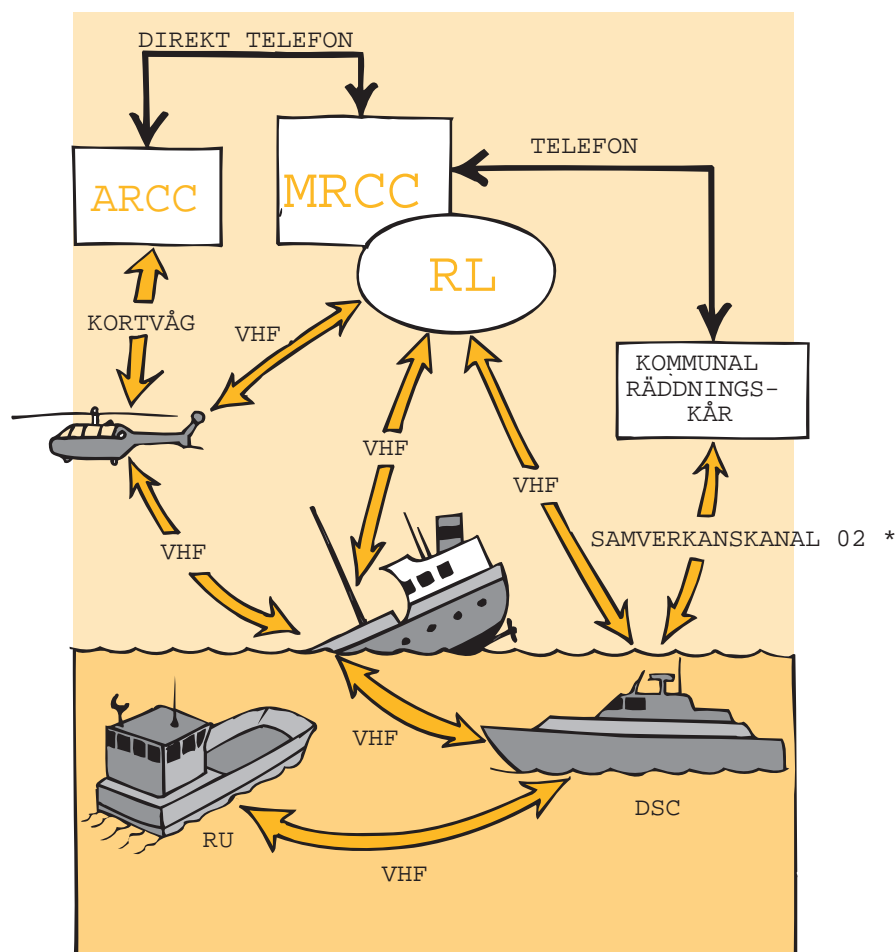 DIREKT TELEFON
TELEFON
ARCC
MRCC
RL
KORTVÅG
VHF
KOMMUNAL
RÄDDNINGS-
KÅR
VHF
VHF
SAMVERKANSKANAL 02 *
VHF
VHF
DSC
RU
VHF